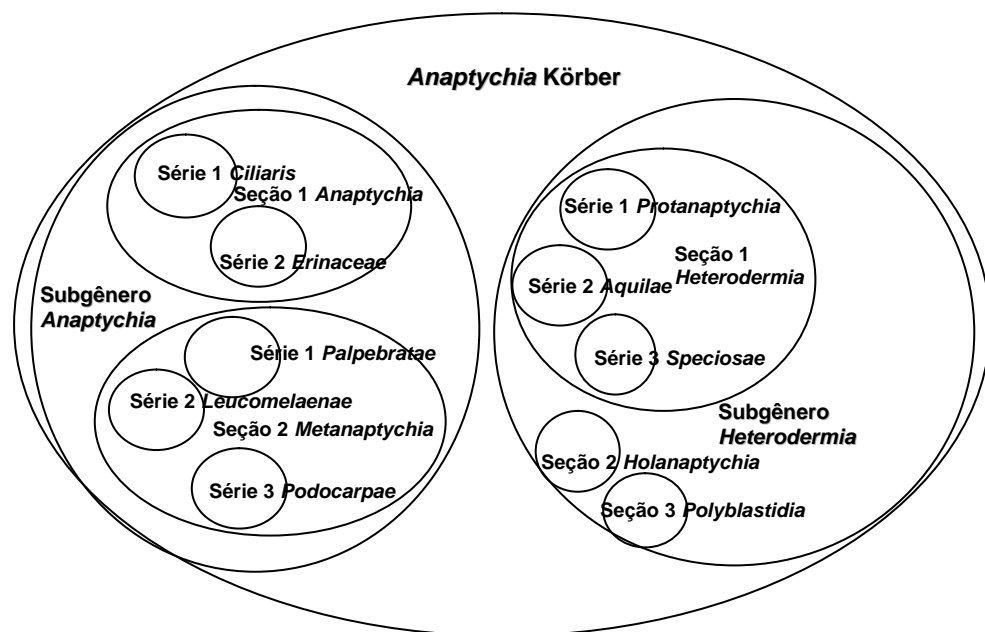 Anaptychia Körber
Série 1 Ciliaris
Seção 1 Anaptychia
Série 2 Erinaceae
Subgênero
Anaptychia
Série 1 Palpebratae
Série 2 Leucomelaenae
Seção 2 Metanaptychia
Série 3 Podocarpae
Série 1 Protanaptychia
Seção 1
Heterodermia
Série 2 Aquilae
Série 3 Speciosae
Subgênero
Heterodermia
Seção 2 Holanaptychia
Seção 3 Polyblastidia